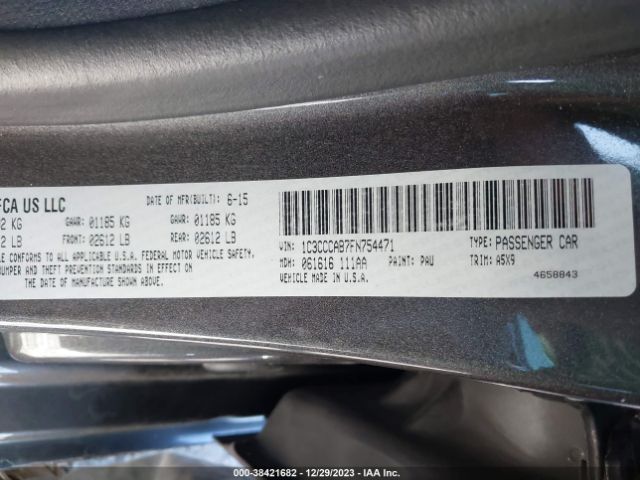 FCA US LLC
DATE OF MFR(BUILT): 6-15
2 KG GAWR: 01185 KG GAWR: 01185 KG
2 LB FRONT: 02612 LB REAR: 02612 LB
LE CONFORMS TO ALL APPLICABLE U.S.A. FEDERAL MOTOR VEHICLE SAFETY,
BUMPER AND THEFT PREVENTION STANDARDS IN EFFECT
ON THE DATE OF MANUFACTURE SHOWN ABOVE.
VIN: 1C3CCCAB7FN754471 TYPE: PASSENGER CAR
MDH: 061616 111AA PAINT: PAU TRIM: A5X9
VEHICLE MADE IN U.S.A. 4658843
000-38421682 - 12/29/2023 - IAA Inc.